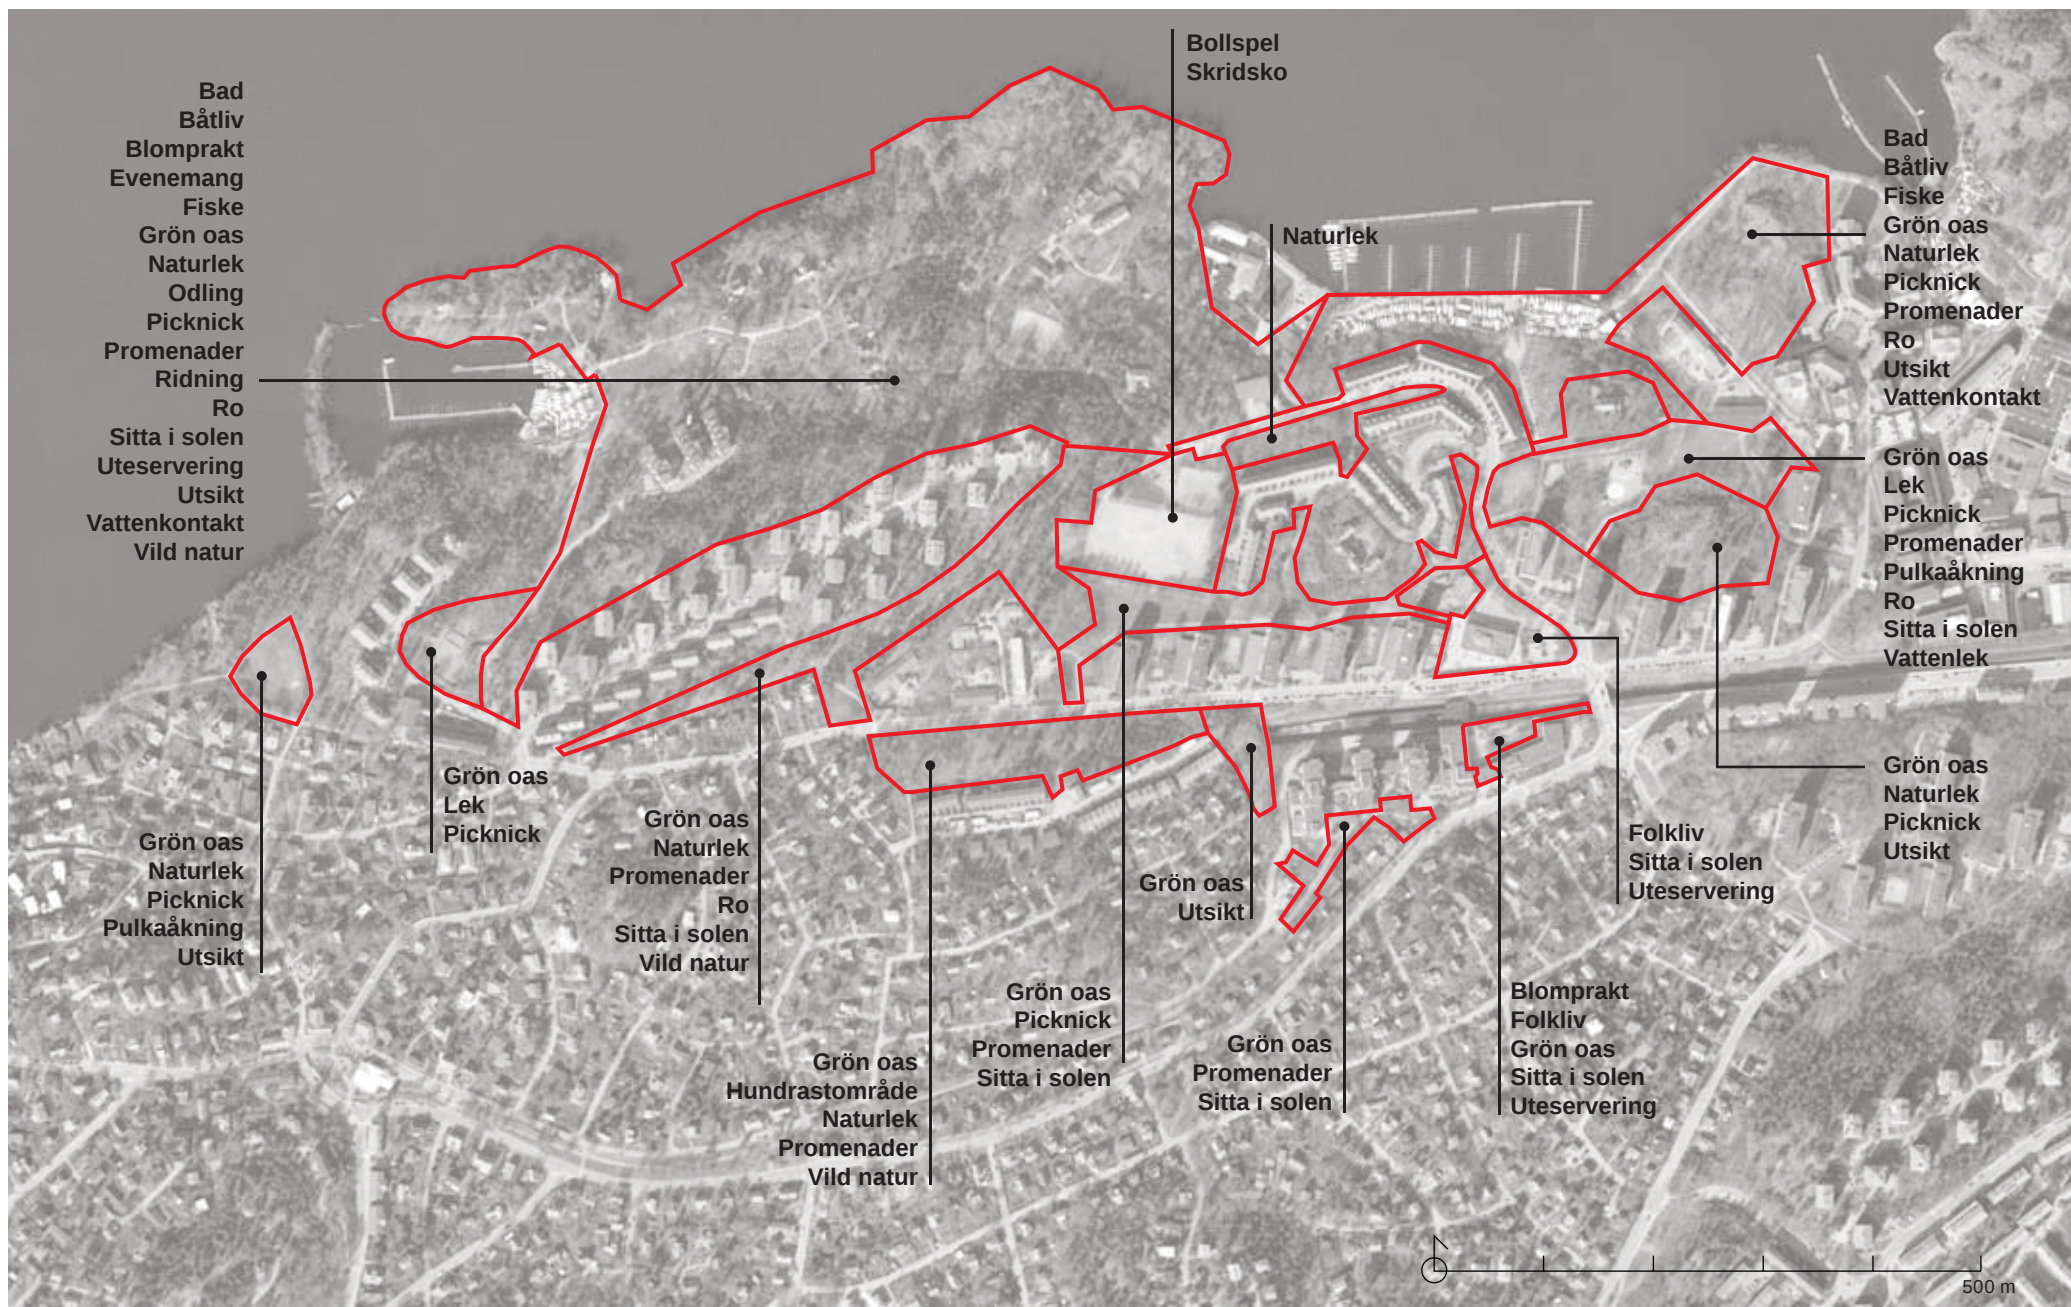 Bad
Båtliv
Blomprakt
Evenemang
Fiske
Grön oas
Naturlek
Odling
Picknick
Promenader
Ridning
Ro
Sitta i solen
Uteservering
Utsikt
Vattenkontakt
Vild natur
Bollspel
Skridsko
Naturlek
Bad
Båtliv
Fiske
Grön oas
Naturlek
Picknick
Promenader
Ro
Utsikt
Vattenkontakt
Grön oas
Lek
Picknick
Promenader
Pulkaåkning
Ro
Sitta i solen
Vattenlek
Grön oas
Naturlek
Picknick
Utsikt
Grön oas
Naturlek
Picknick
Pulkaåkning
Utsikt
Grön oas
Lek
Picknick
Grön oas
Naturlek
Promenader
Ro
Sitta i solen
Vild natur
Grön oas
Hundrastområde
Naturlek
Promenader
Vild natur
Grön oas
Picknick
Promenader
Sitta i solen
Grön oas
Utsikt
Grön oas
Promenader
Sitta i solen
Blomprakt
Folkliv
Grön oas
Sitta i solen
Uteservering
Folkliv
Sitta i solen
Uteservering
500 m